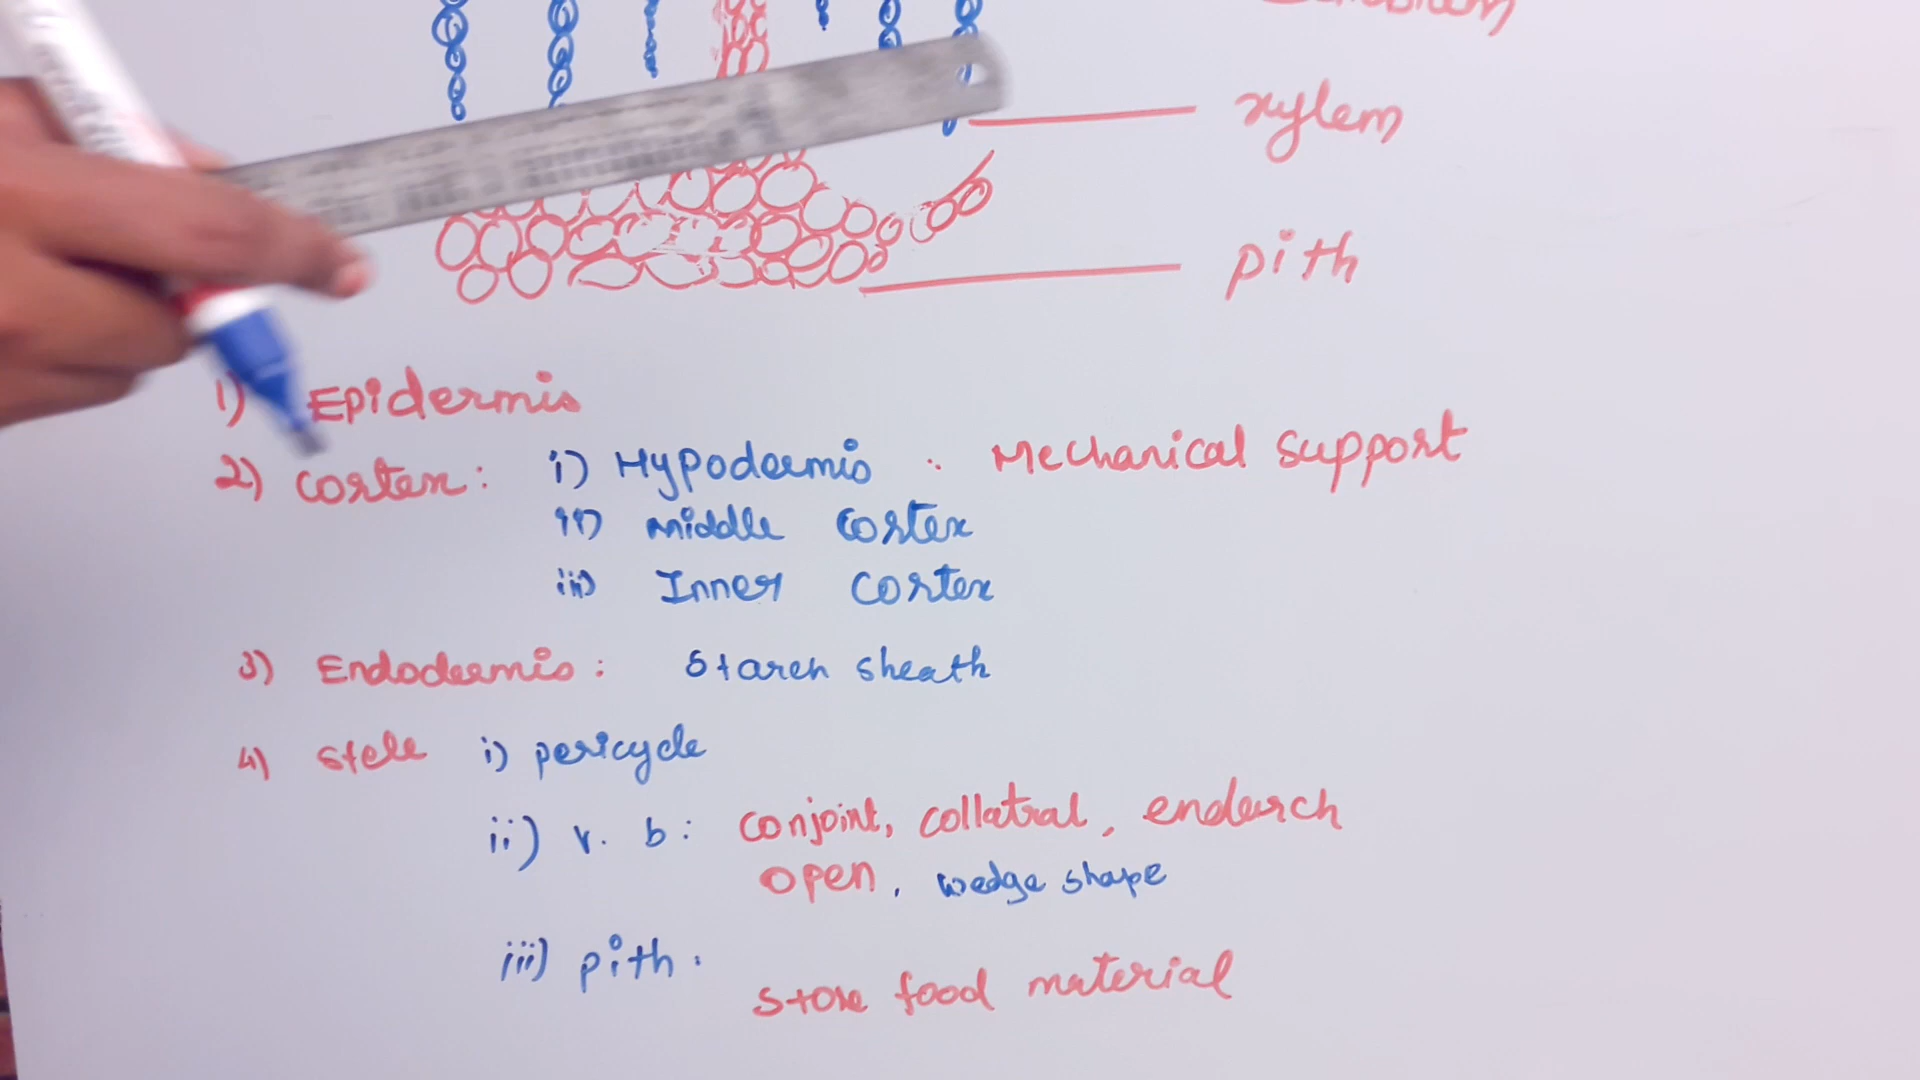 xylem
pith
1) Epidermis
2) Cortex: i) Hypodermis : Mechanical support
ii) middle cortex
iii) Inner cortex
3) Endodermis: Starch sheath
4) Stele i) pericycle
ii) v. b: conjoint, collatral, endarch
open, wedge shape
iii) pith.
store food material